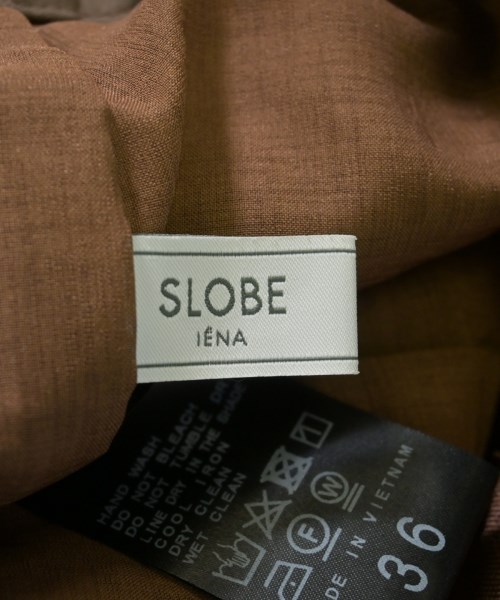 SLOBE
IÉNA
HAND WASH
DO NOT BLEACH
DO NOT TUMBLE DRY
LINE DRY IN THE SHADE
COOL IRON
DRY CLEAN
WET CLEAN
F
W
DE IN VIETNAM
36